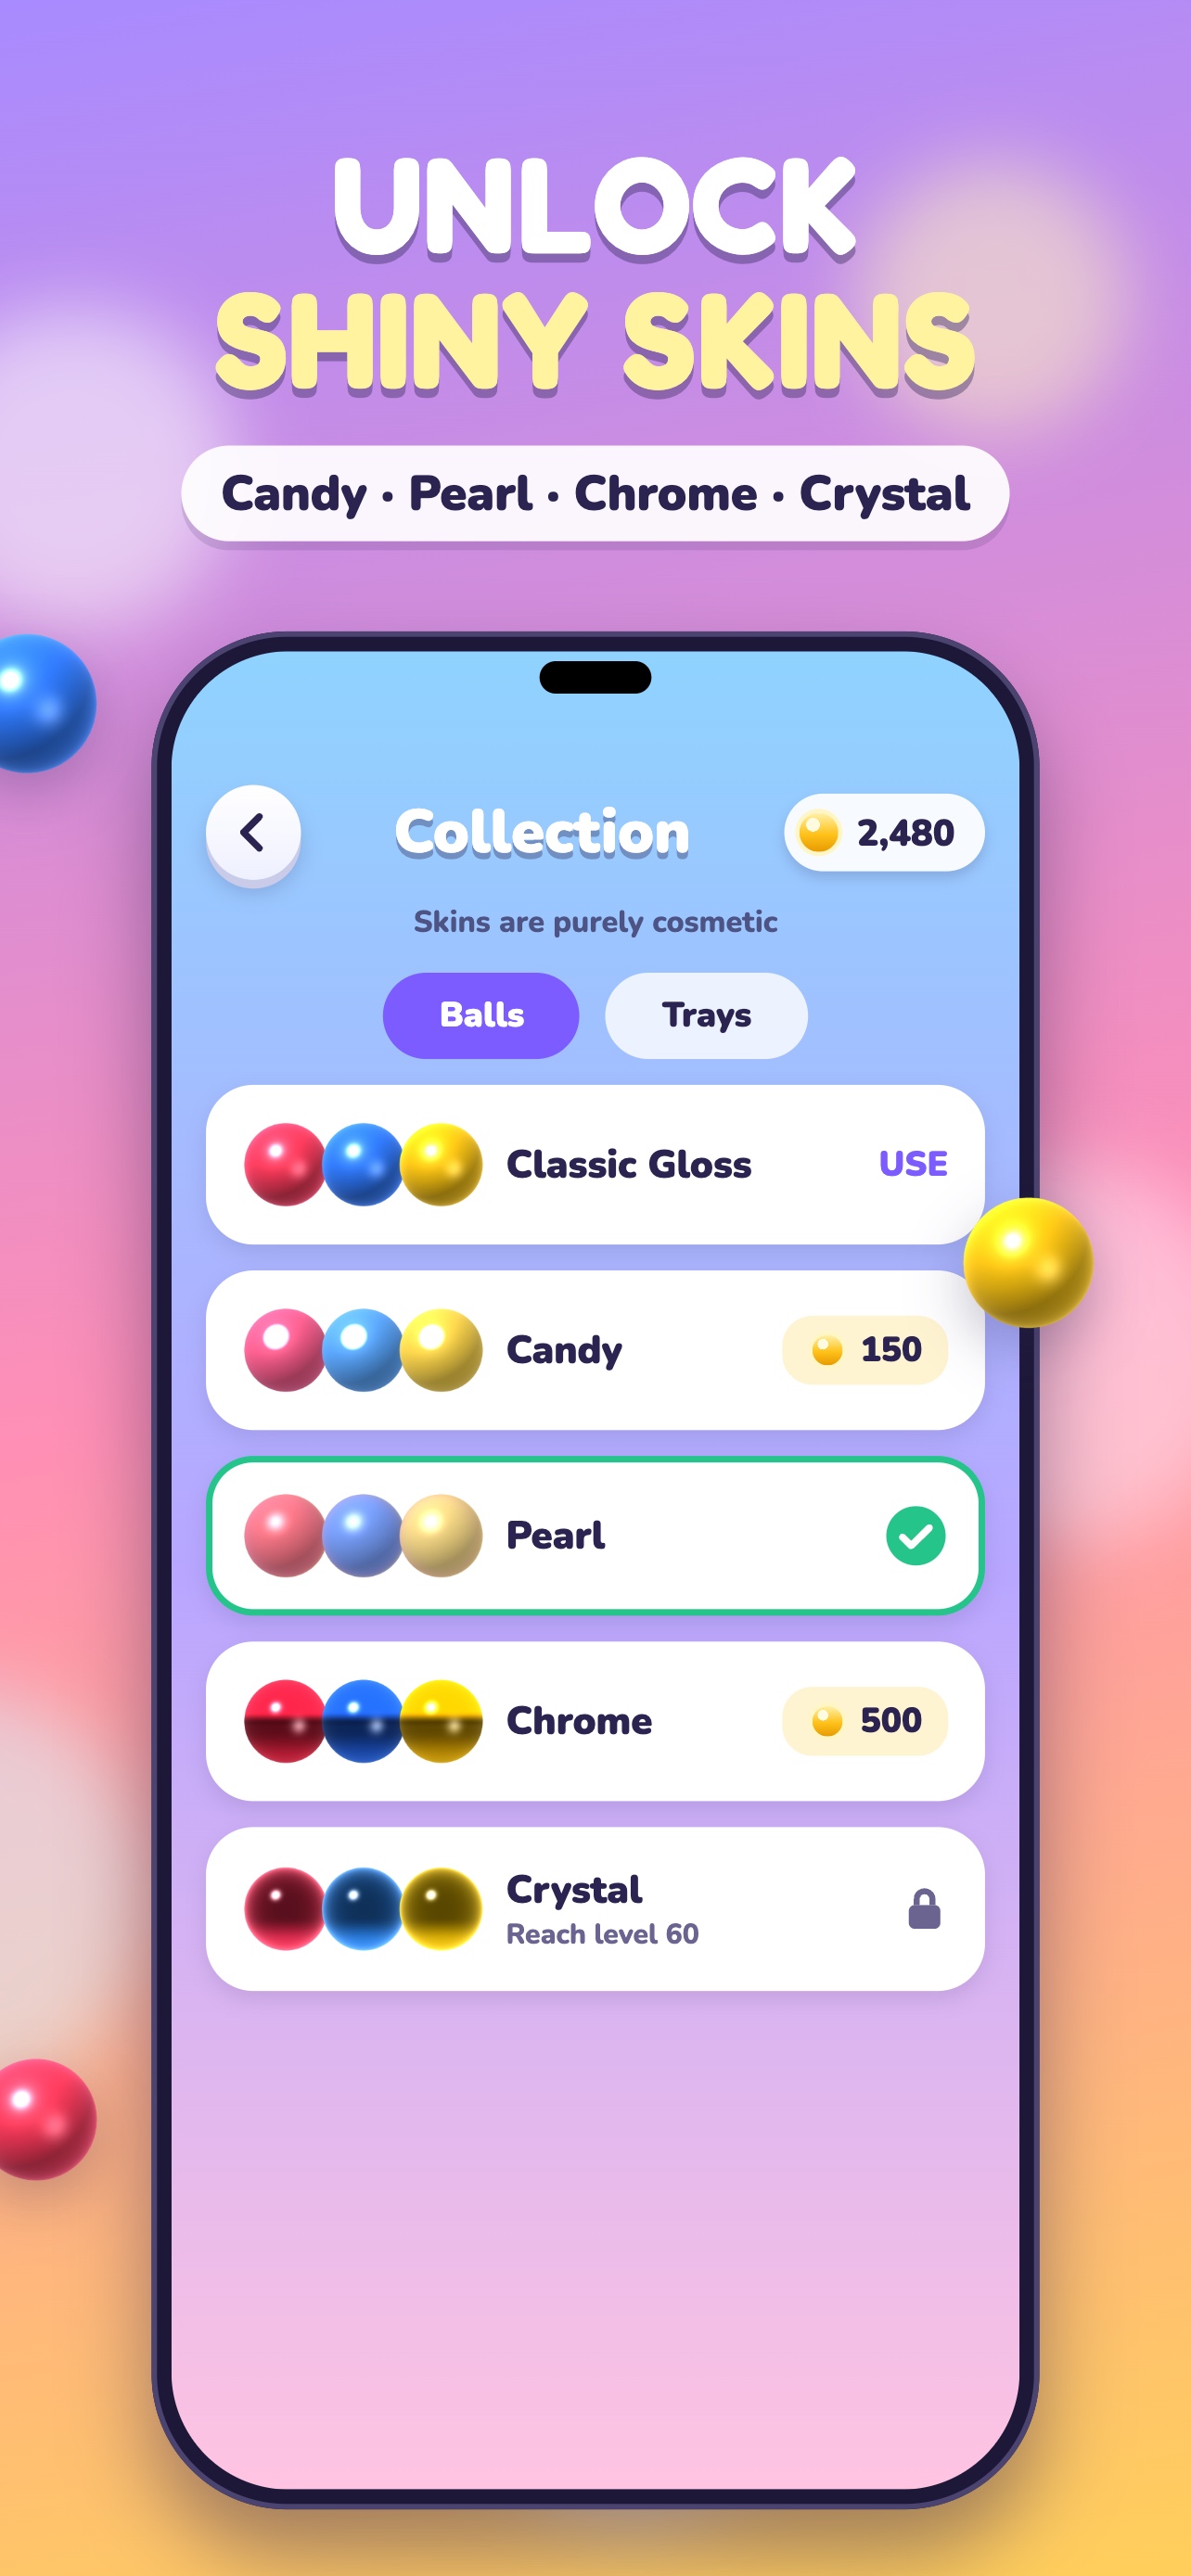 UNLOCK
SHINY SKINS
Candy · Pearl · Chrome · Crystal
Collection
2,480
Skins are purely cosmetic
Balls
Trays
Classic Gloss
USE
Candy
150
Pearl
Chrome
500
Crystal
Reach level 60